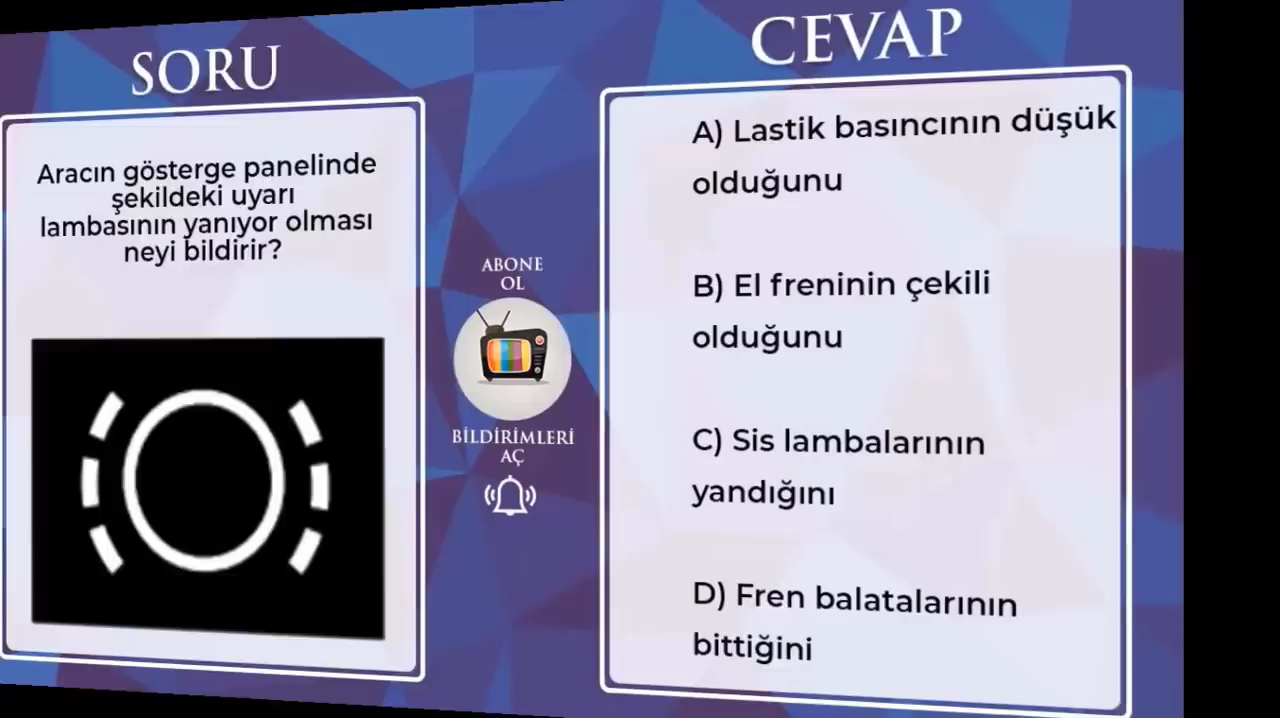 SORU
Aracın gösterge panelinde
şekildeki uyarı
lambasının yanıyor olması
neyi bildirir?
ABONE
OL
BİLDİRİMLERİ
AÇ
CEVAP
A) Lastik basıncının düşük
olduğunu
B) El freninin çekili
olduğunu
C) Sis lambalarının
yandığını
D) Fren balatalarının
bittiğini